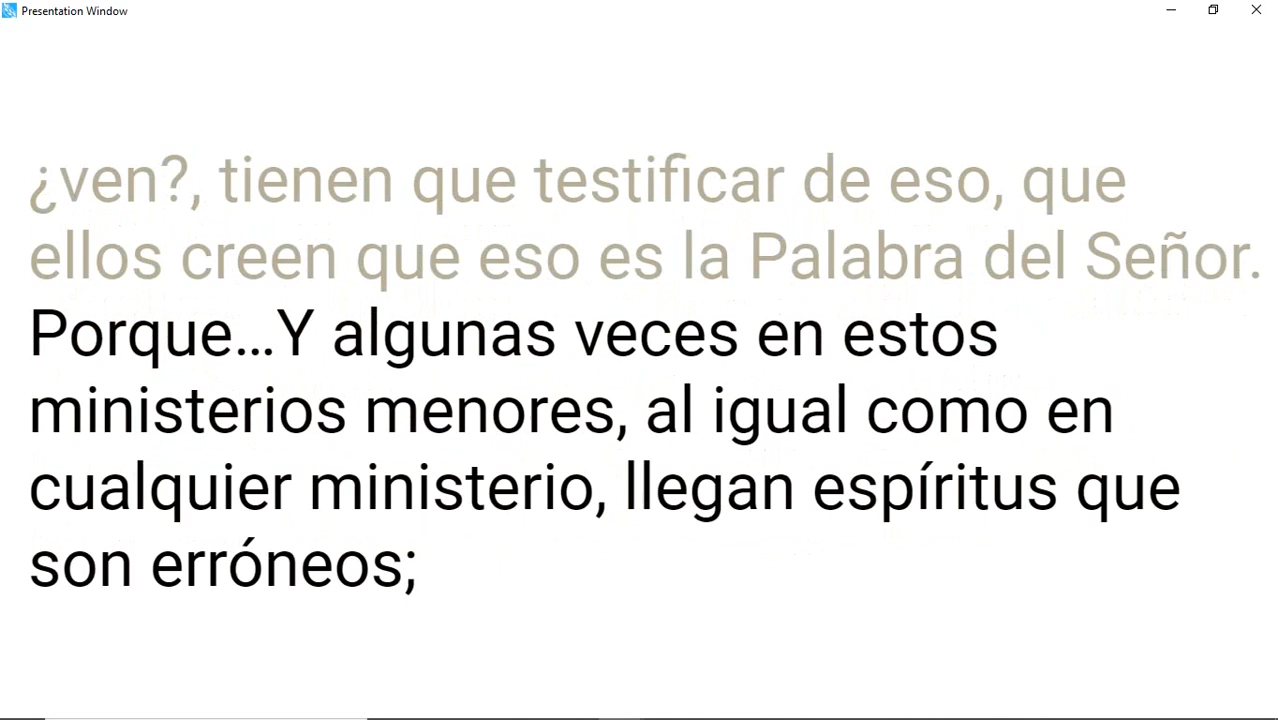 Presentation Window
¿ven?, tienen que testificar de eso, que
ellos creen que eso es la Palabra del Señor.
Porque…Y algunas veces en estos
ministerios menores, al igual como en
cualquier ministerio, llegan espíritus que
son erróneos;